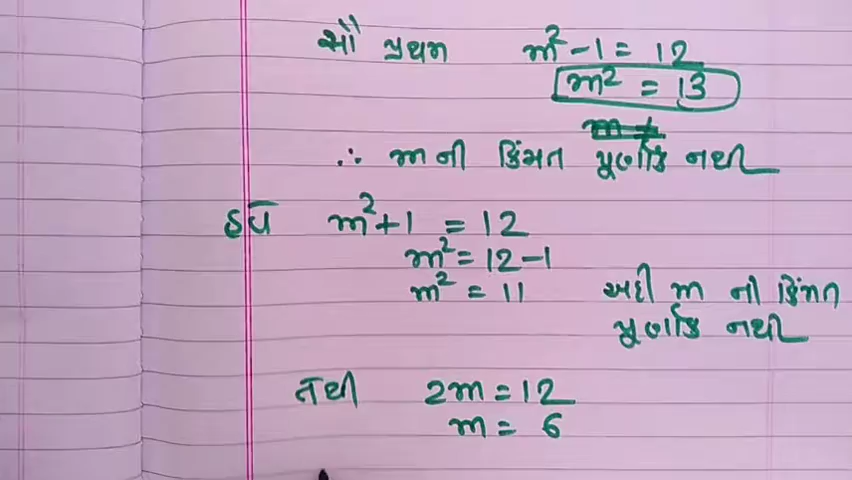 સૌ પ્રથમ m² - 1 = 12
m² = 13
∴ m ની કિંમત પૂર્ણાંક નથી
હવે m² + 1 = 12
m² = 12 - 1
m² = 11 અહી m ની કિંમત
પૂર્ણાંક નથી
તેથી 2m = 12
m = 6